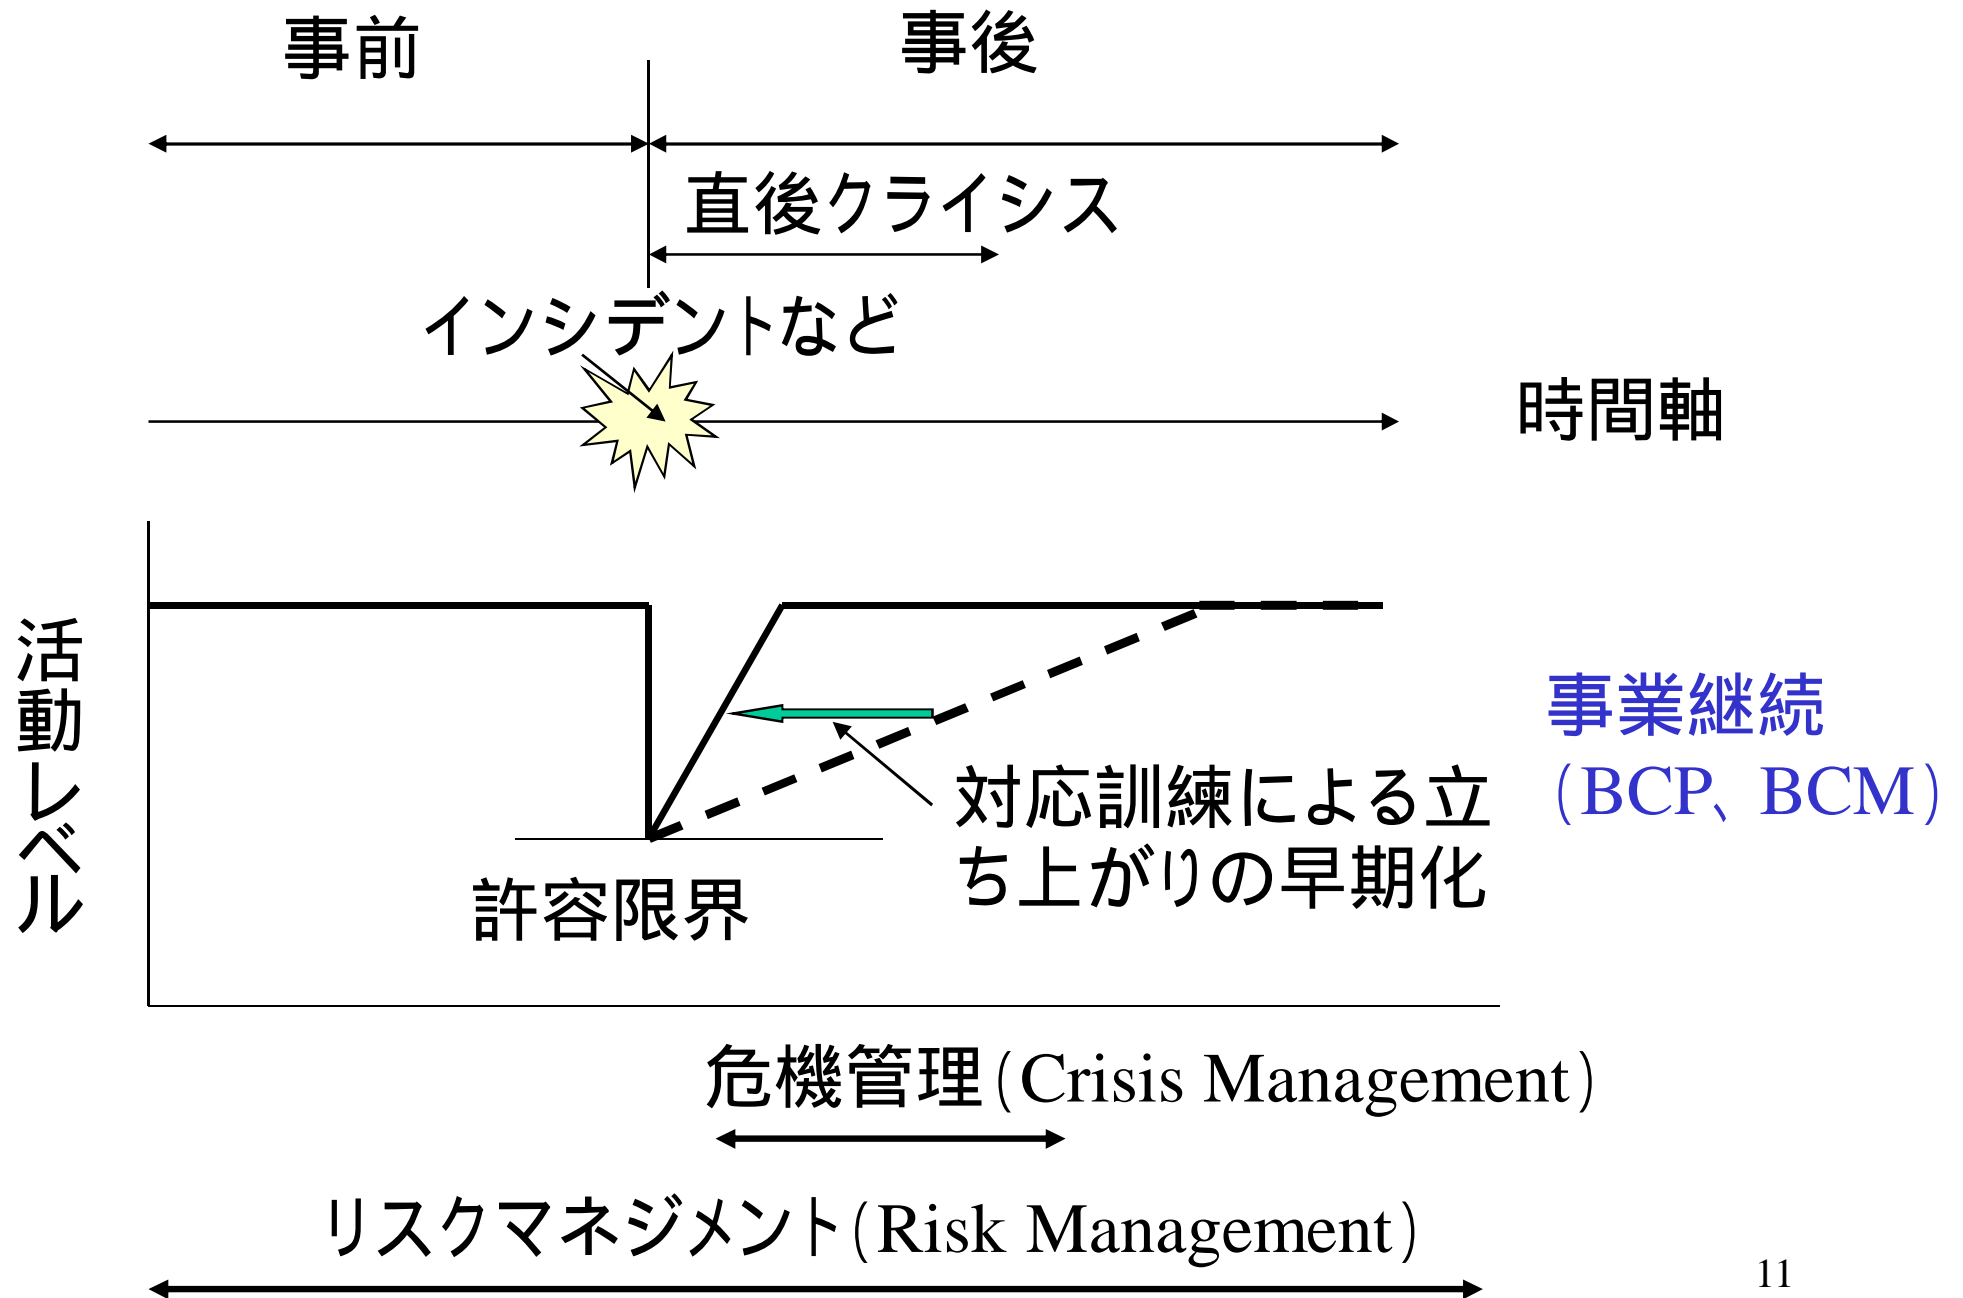 事前
事後
直後クライシス
インシデントなど
時間軸
活動レベル
事業継続
（BCP、BCM）
対応訓練による立
ち上がりの早期化
許容限界
危機管理（Crisis Management）
リスクマネジメント（Risk Management）
11